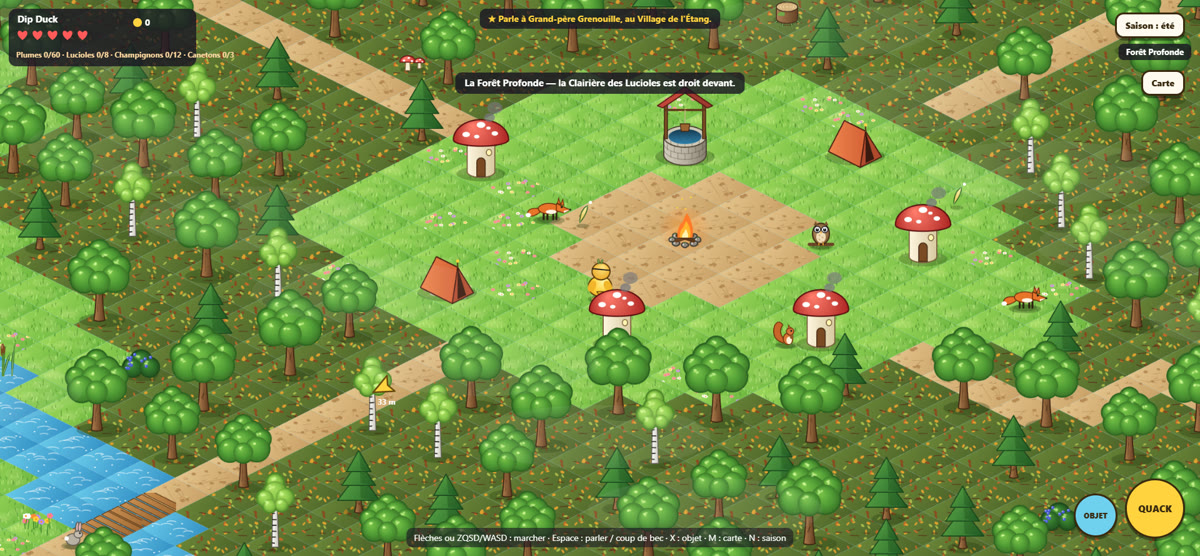 Dip Duck
0
Plumes 0/60 · Lucioles 0/8 · Champignons 0/12 · Canetons 0/3
★ Parle à Grand-père Grenouille, au Village de l'Étang.
Saison : été
Forêt Profonde
Carte
La Forêt Profonde — la Clairière des Lucioles est droit devant.
33 m
OBJET
QUACK
Flèches ou ZQSD/WASD : marcher · Espace : parler / coup de bec · X : objet · M : carte · N : saison